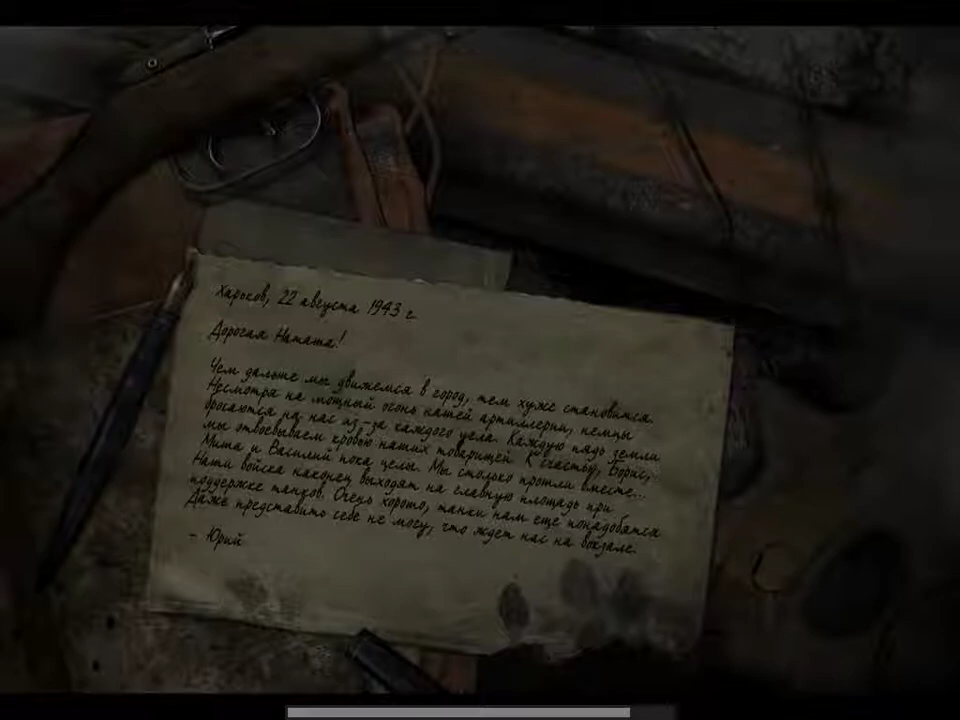 Харьков, 22 августа 1943 г.
Дорогая Наташа!
Чем дальше мы движемся в город, тем хуже становится.
Несмотря на мощный огонь нашей артиллерии, немцы
бросаются на нас из-за каждого угла. Каждую пядь земли
мы отвоевываем кровью наших товарищей. К счастью, Борис,
Миша и Василий пока целы. Мы столько прошли вместе...
Наши войска наконец выходят на главную площадь при
поддержке танков. Очень хорошо, танки нам еще понадобятся
Даже представить себе не могу, что ждет нас на вокзале.
- Юрий